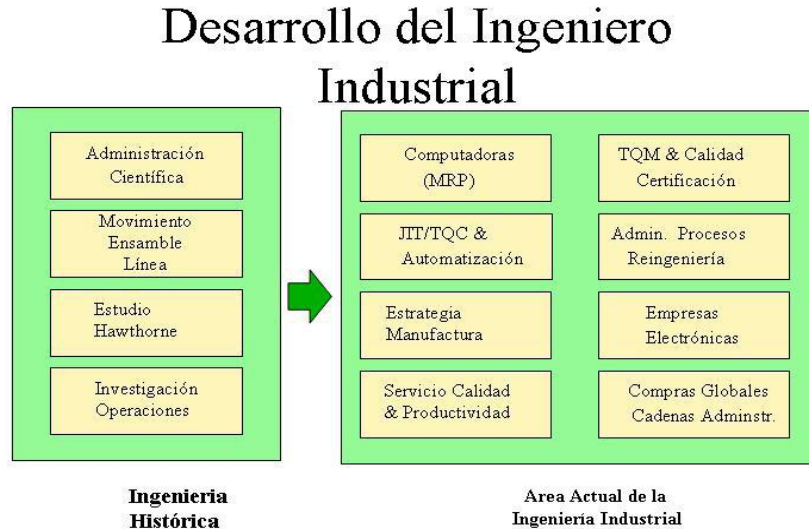 Desarrollo del Ingeniero
Industrial
Administración
Científica
Movimiento
Ensamble
Línea
Estudio
Hawthorne
Investigación
Operaciones
Computadoras
(MRP)
JIT/TQC &
Automatización
Estrategia
Manufactura
Servicio Calidad
& Productividad
TQM & Calidad
Certificación
Admin. Procesos
Reingeniería
Empresas
Electrónicas
Compras Globales
Cadenas Adminstr.
Ingenieria
Histórica
Area Actual de la
Ingeniería Industrial